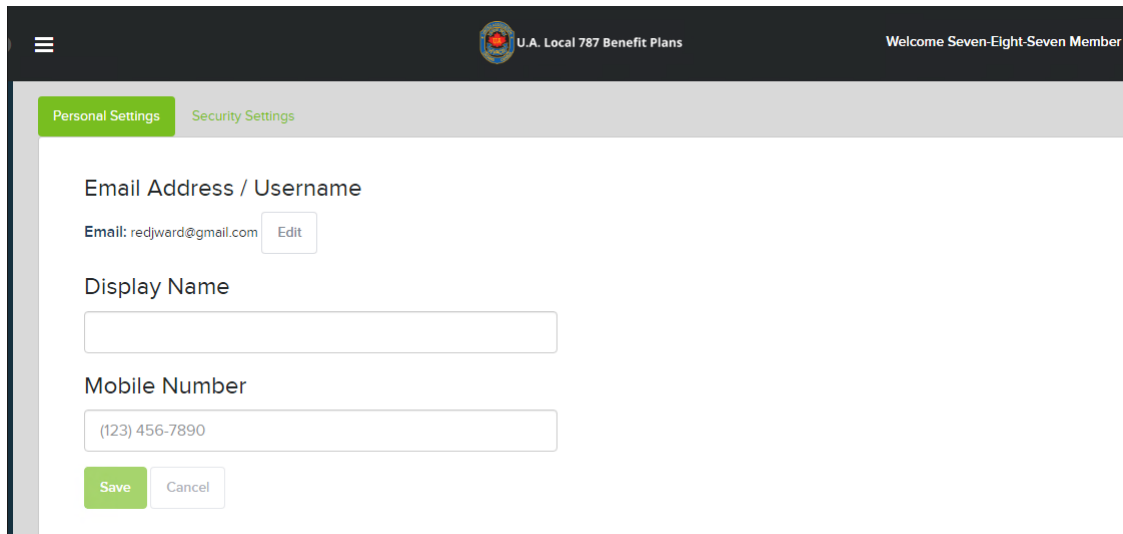 U.A. Local 787 Benefit Plans
Welcome Seven-Eight-Seven Member
Personal Settings
Security Settings
Email Address / Username
Email: redjward@gmail.com Edit
Display Name
Mobile Number
(123) 456-7890
Save Cancel